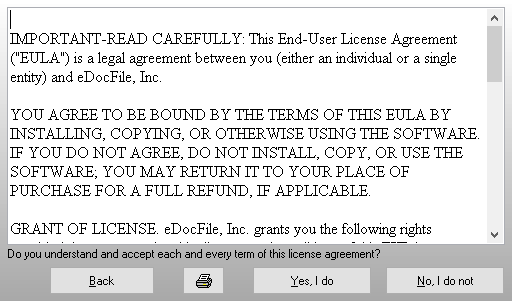 IMPORTANT-READ CAREFULLY: This End-User License Agreement
("EULA") is a legal agreement between you (either an individual or a single
entity) and eDocFile, Inc.
YOU AGREE TO BE BOUND BY THE TERMS OF THIS EULA BY
INSTALLING, COPYING, OR OTHERWISE USING THE SOFTWARE.
IF YOU DO NOT AGREE, DO NOT INSTALL, COPY, OR USE THE
SOFTWARE; YOU MAY RETURN IT TO YOUR PLACE OF
PURCHASE FOR A FULL REFUND, IF APPLICABLE.
GRANT OF LICENSE. eDocFile, Inc. grants you the following rights
Do you understand and accept each and every term of this license agreement?
Back
Yes, I do
No, I do not